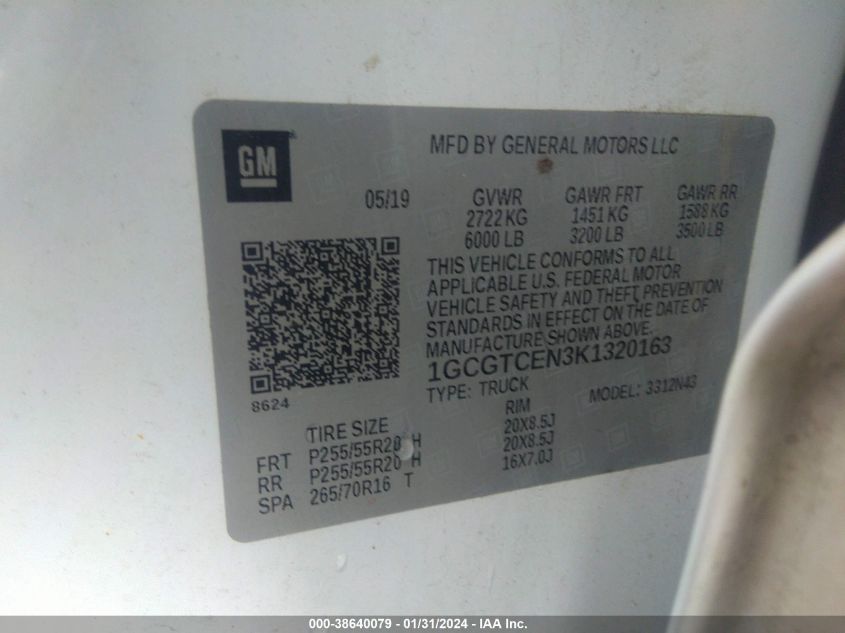 GM
MFD BY GENERAL MOTORS LLC
05/19
GVWR GAWR FRT GAWR RR
2722 KG 1451 KG 1588 KG
6000 LB 3200 LB 3500 LB
THIS VEHICLE CONFORMS TO ALL
APPLICABLE U.S. FEDERAL MOTOR
VEHICLE SAFETY AND THEFT PREVENTION
STANDARDS IN EFFECT ON THE DATE OF
MANUFACTURE SHOWN ABOVE.
1GCGTCEN3K1320163
TYPE: TRUCK MODEL: 3312N43
8624
TIRE SIZE RIM
FRT P255/55R20 H 20X8.5J
RR P255/55R20 H 20X8.5J
SPA 265/70R16 T 16X7.0J
000-38640079 - 01/31/2024 - IAA Inc.